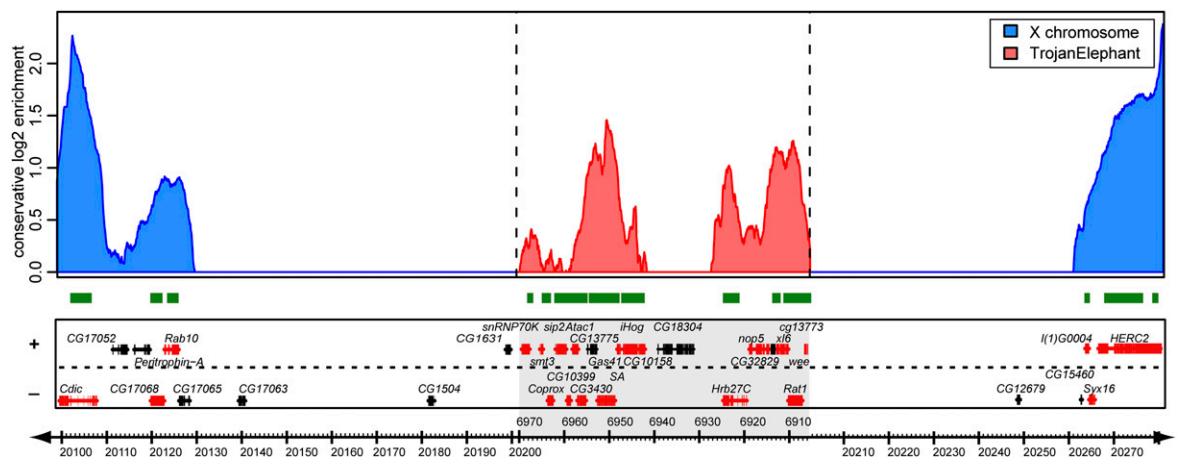 X chromosome
TrojanElephant
conservative log2 enrichment
2.0
1.5
1.0
0.5
0.0
snRNP70K sip2 Atac1 iHog CG18304 cg13773
CG17052 Rab10 CG1631 CG13775 nop5 xl6 l(1)G0004 HERC2
+
Peritrophin-A smt3 Gas41 CG10158 CG32829 wee
CG10399 SA CG15460
Cdic CG17068 CG17065 CG17063 CG1504 Coprox CG3430 Hrb27C Rat1 CG12679 Syx16
−
6970 6960 6950 6940 6930 6920 6910
20100 20110 20120 20130 20140 20150 20160 20170 20180 20190 20200 20210 20220 20230 20240 20250 20260 20270